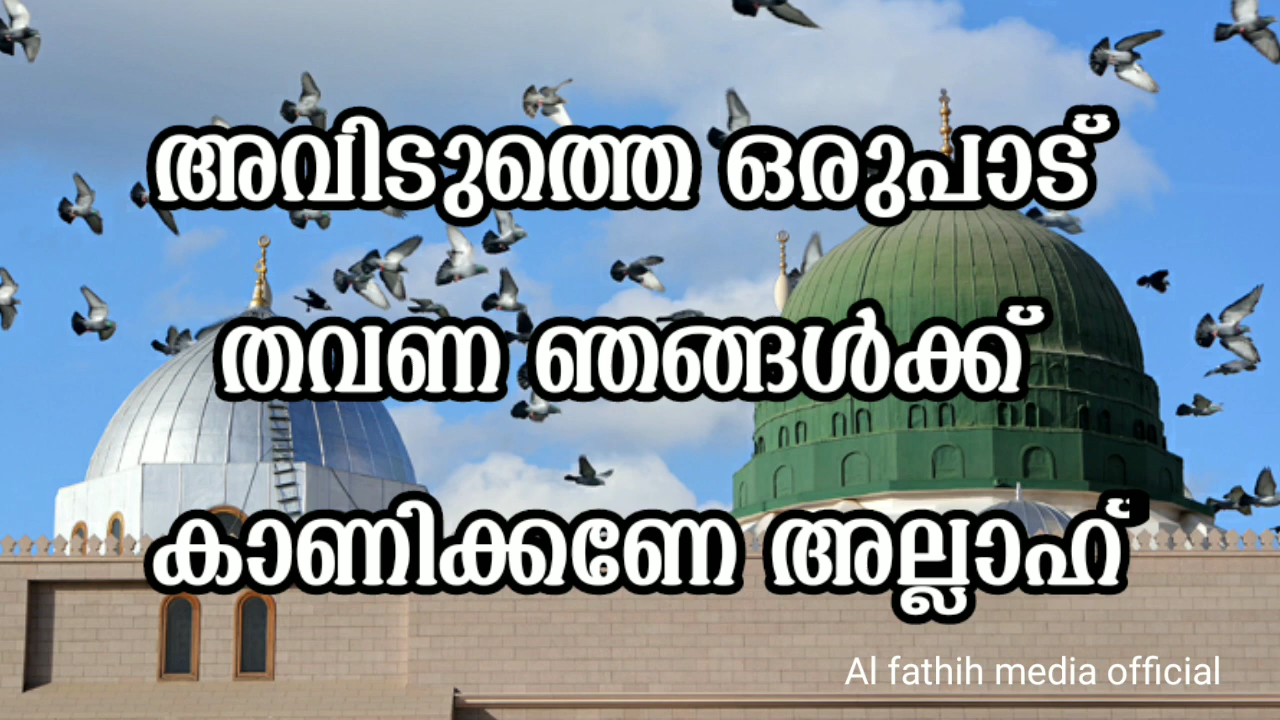 അവിടുത്തെ ഒരുപാട്
തവണ ഞങ്ങൾക്ക്
കാണിക്കണേ അല്ലാഹ്
Al fathih media official